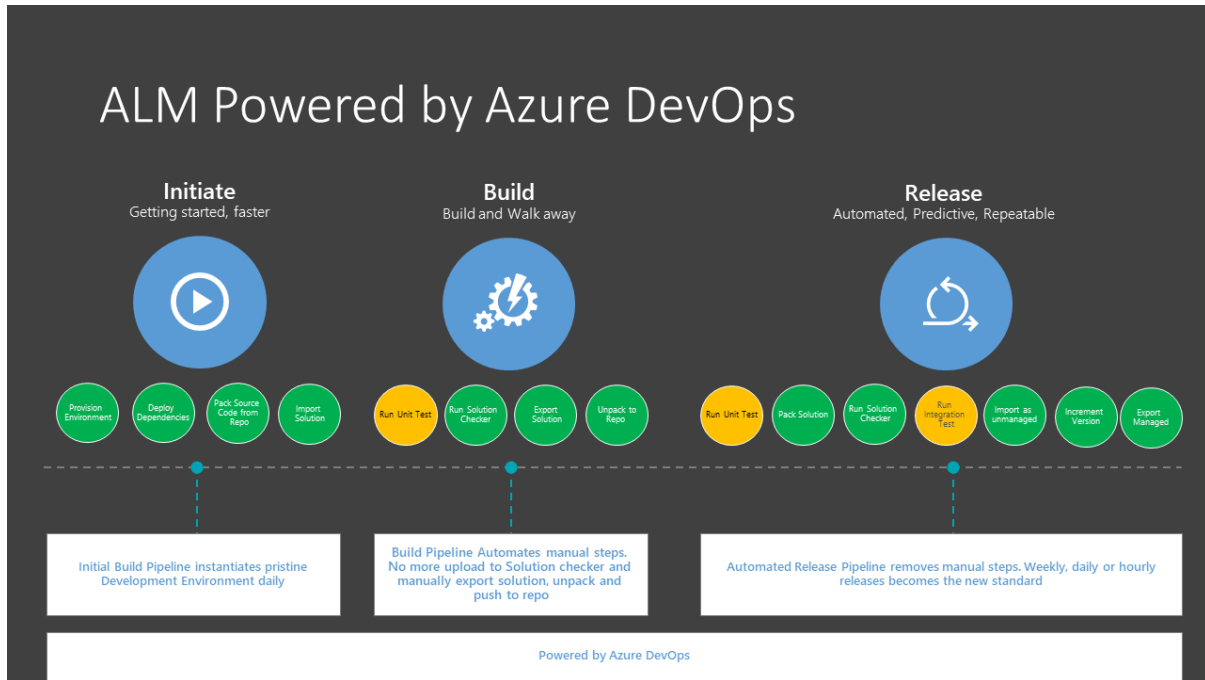 ALM Powered by Azure DevOps
Initiate
Getting started, faster
Build
Build and Walk away
Release
Automated, Predictive, Repeatable
Provision
Environment
Deploy
Dependencies
Pack Source
Code from
Repo
Import
Solution
Run Unit Test
Run Solution
Checker
Export
Solution
Unpack to
Repo
Run Unit Test
Pack Solution
Run Solution
Checker
Run
Integration
Test
Import as
unmanaged
Increment
Version
Export
Managed
Initial Build Pipeline instantiates pristine
Development Environment daily
Build Pipeline Automates manual steps.
No more upload to Solution checker and
manually export solution, unpack and
push to repo
Automated Release Pipeline removes manual steps. Weekly, daily or hourly
releases becomes the new standard
Powered by Azure DevOps